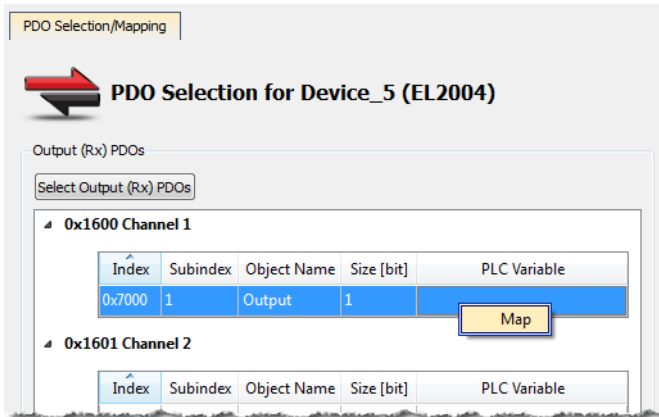 PDO Selection/Mapping
PDO Selection for Device_5 (EL2004)
Output (Rx) PDOs
Select Output (Rx) PDOs
0x1600 Channel 1
Index Subindex Object Name Size [bit] PLC Variable
0x7000 1 Output 1
Map
0x1601 Channel 2
Index Subindex Object Name Size [bit] PLC Variable